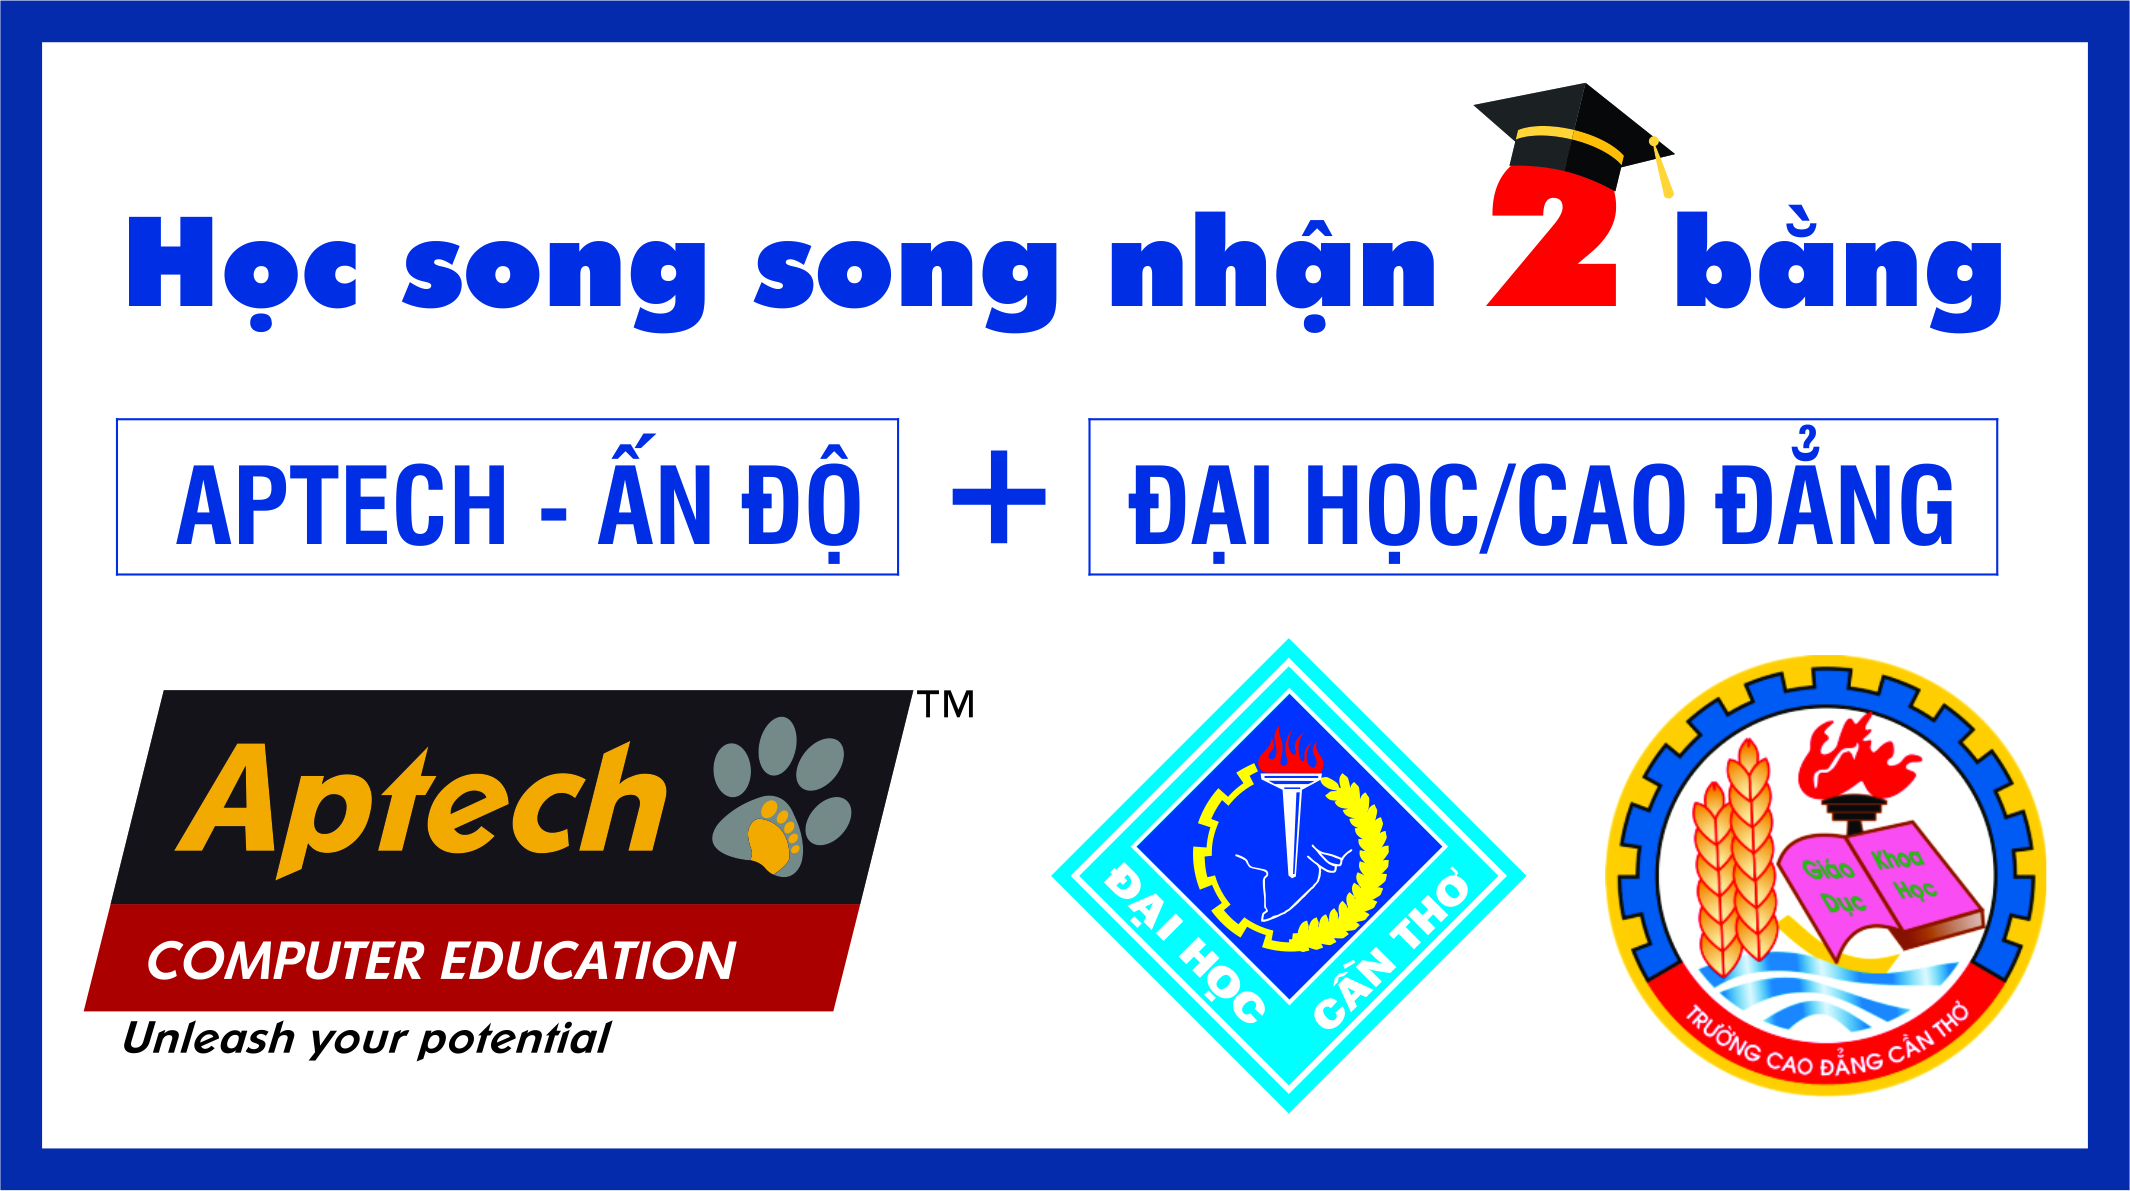 Học song song nhận 2 bằng
APTECH - ẤN ĐỘ + ĐẠI HỌC/CAO ĐẲNG
Aptech TM
COMPUTER EDUCATION
Unleash your potential
ĐẠI HỌC CẦN THƠ
Giáo Dục
Khoa Học
TRƯỜNG CAO ĐẲNG CẦN THƠ